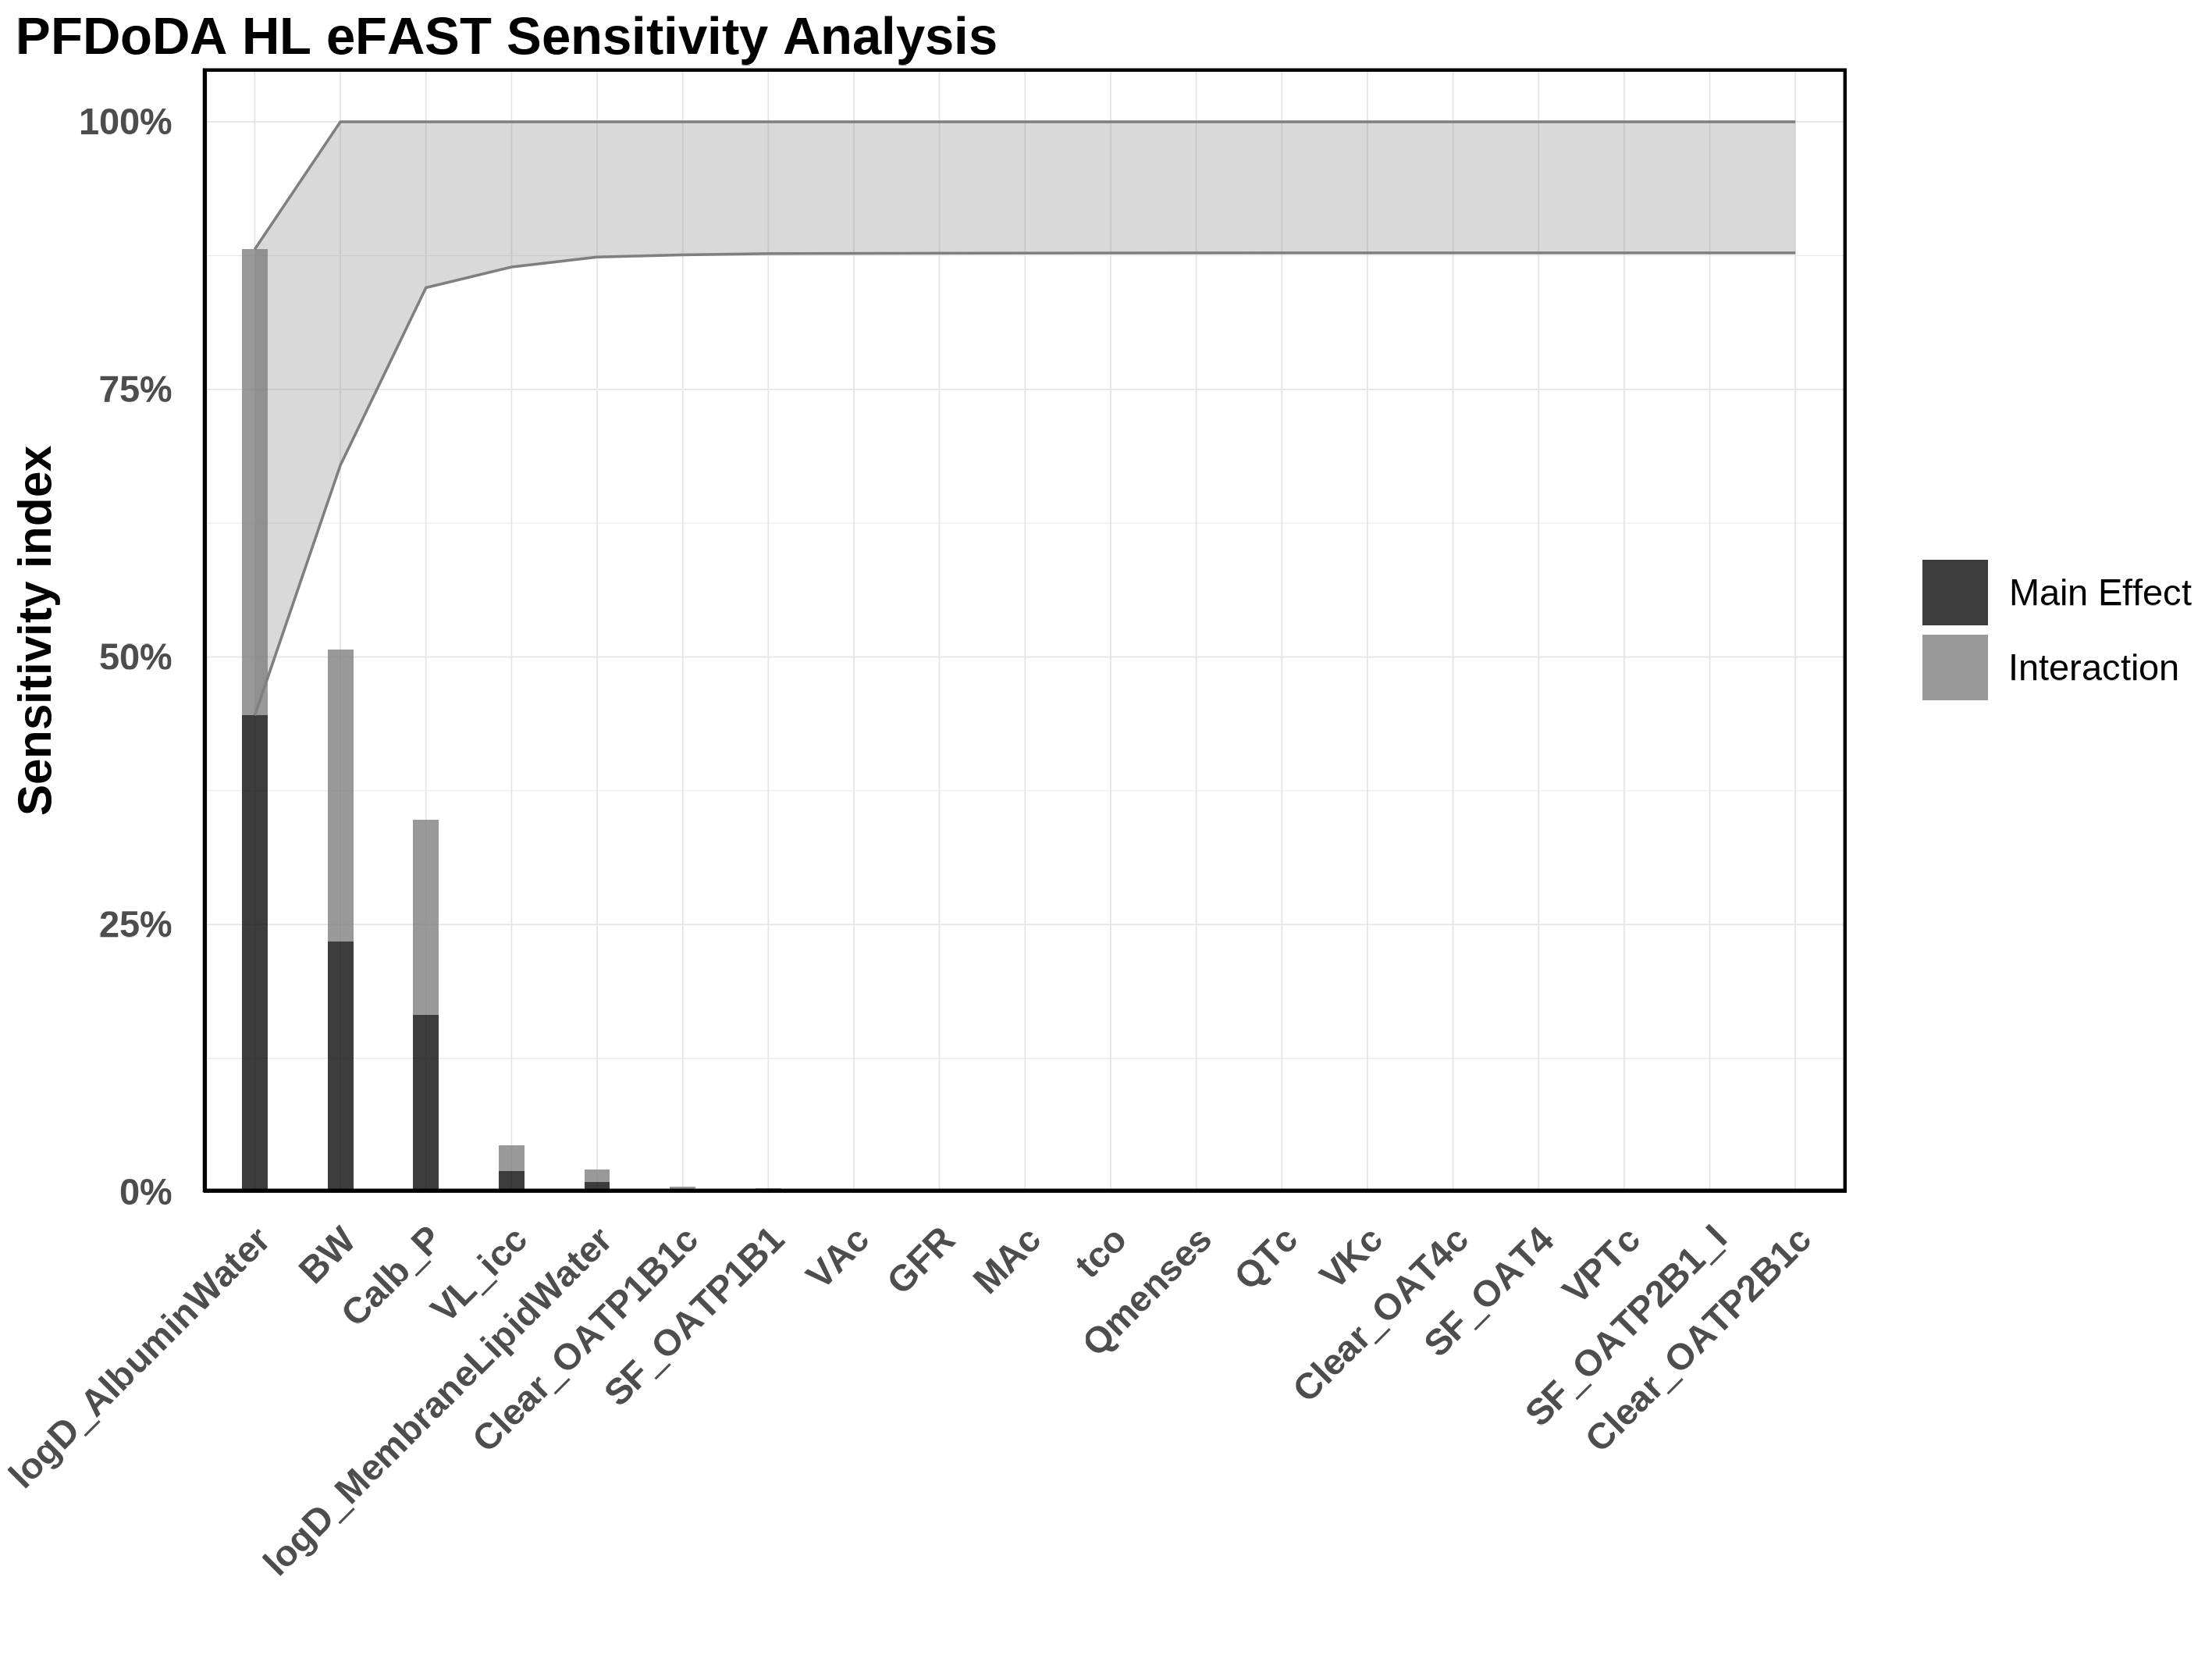 PFDoDA HL eFAST Sensitivity Analysis
Sensitivity index
100%
75%
50%
25%
0%
logD_AlbuminWater
BW
Calb_P
VL_icc
logD_MembraneLipidWater
Clear_OATP1B1c
SF_OATP1B1
VAc
GFR
MAc
tco
Qmenses
QTc
VKc
Clear_OAT4c
SF_OAT4
VPTc
SF_OATP2B1_l
Clear_OATP2B1c
Main Effect
Interaction